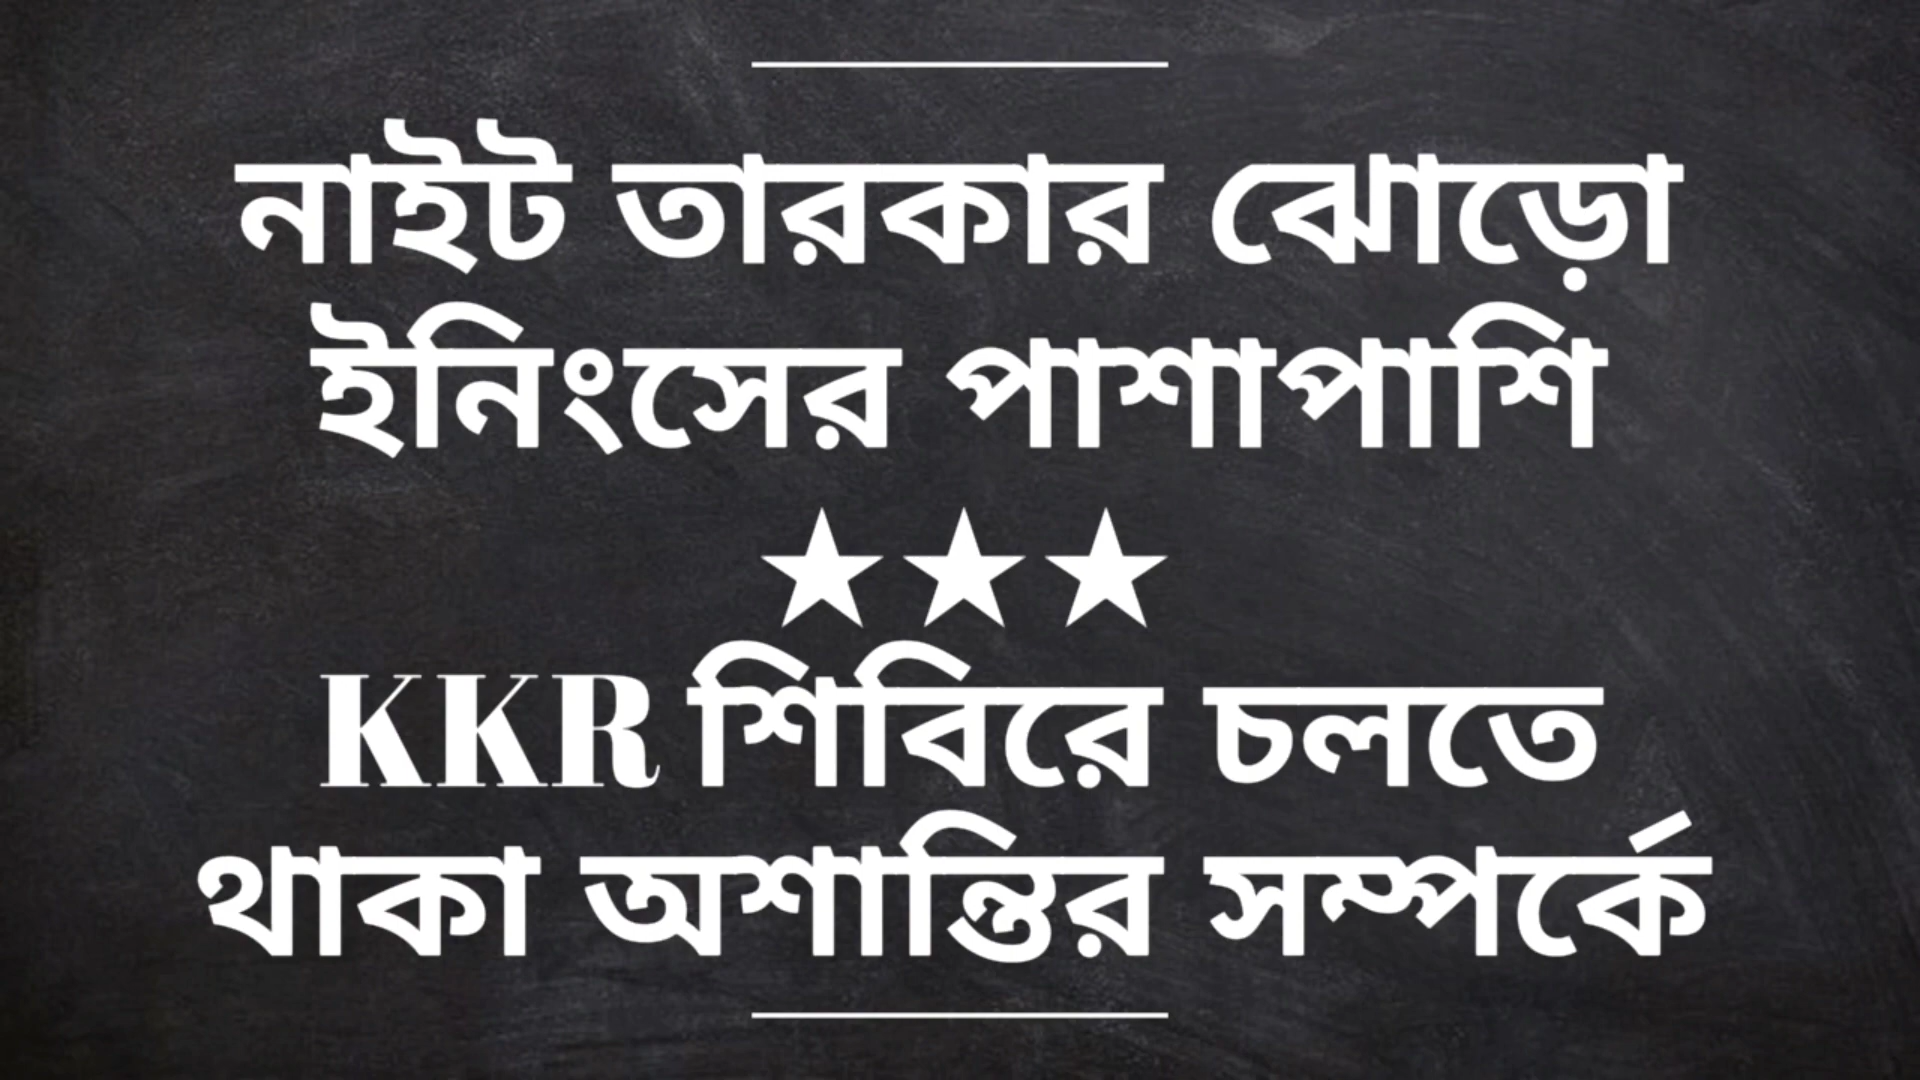 নাইট তারকার ঝোড়ো
ইনিংসের পাশাপাশি
★★★
KKR শিবিরে চলতে
থাকা অশান্তির সম্পর্কে